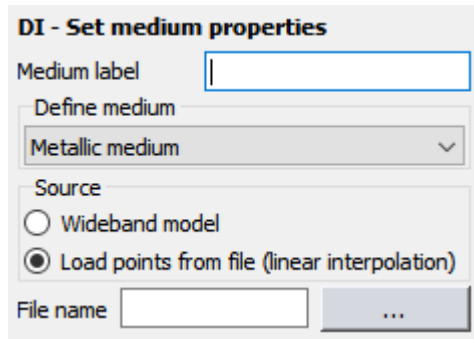 DI - Set medium properties
Medium label
Define medium
Metallic medium
Source
Wideband model
Load points from file (linear interpolation)
File name ...